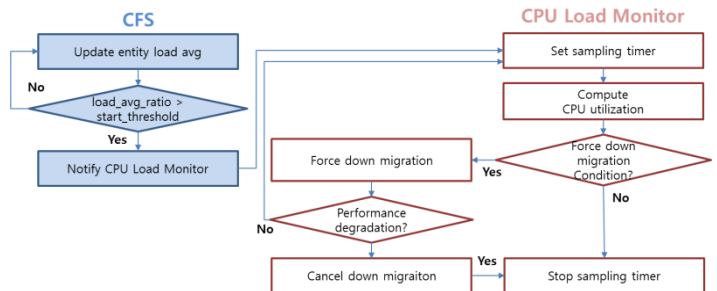 CFS
CPU Load Monitor
Update entity load avg
No
load_avg_ratio >
start_threshold
Yes
Notify CPU Load Monitor
Set sampling timer
Compute
CPU utilization
Force down
migration
Condition?
Yes
No
Force down migration
Performance
degradation?
No
Yes
Cancel down migraiton
Stop sampling timer